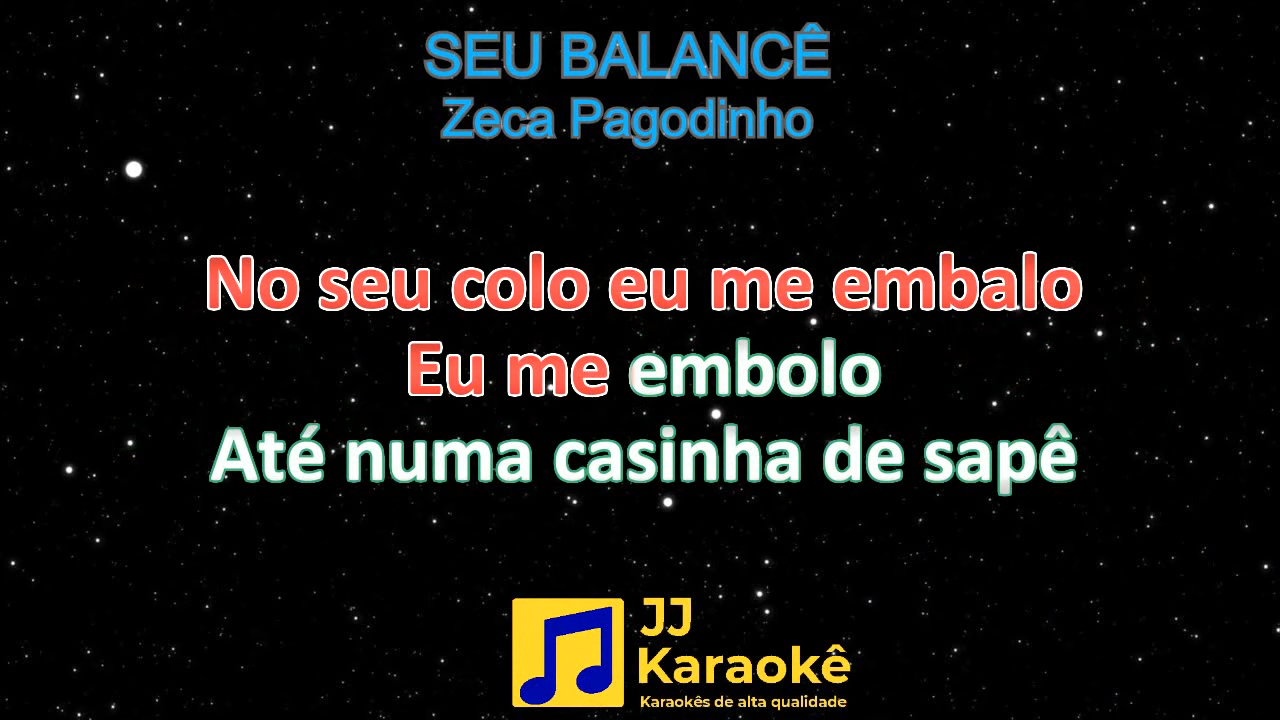 SEU BALANCÊ
Zeca Pagodinho
No seu colo eu me embalo
Eu me embolo
Até numa casinha de sapê
JJ
Karaokê
Karaokês de alta qualidade